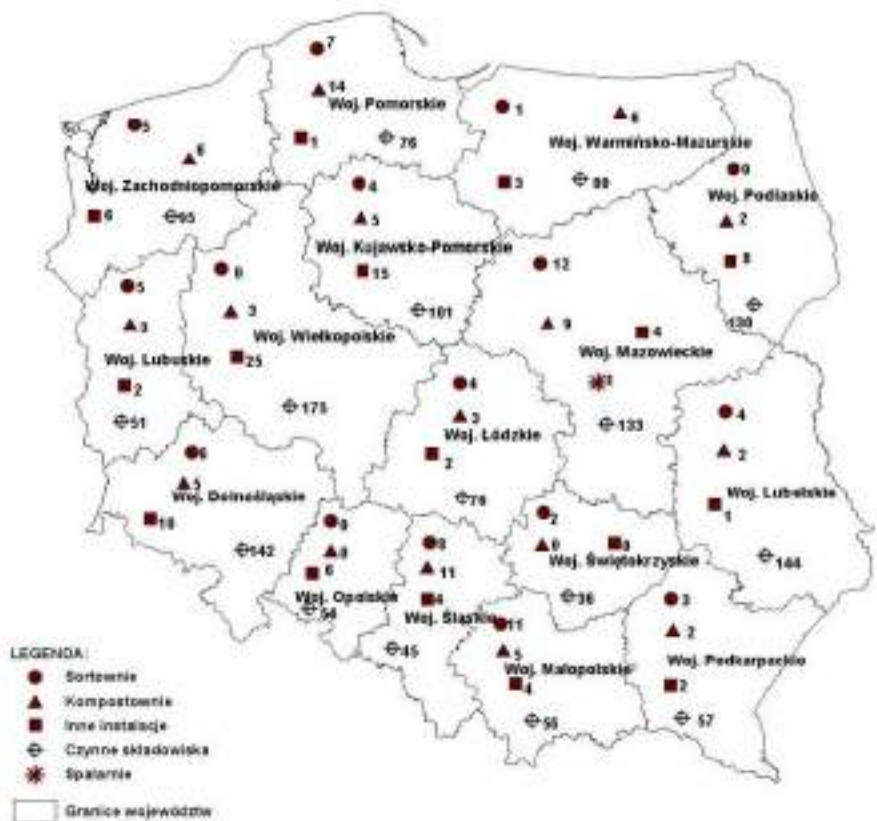 7
14
Woj. Pomorskie
1
76
1
6
Woj. Warmińsko-Mazurskie
3
5
6
Woj. Zachodniopomorskie
6
95
4
5
Woj. Kujawsko-Pomorskie
15
101
Woj. Podlaskie
2
8
130
12
9
4
Woj. Mazowieckie
1
133
5
3
Woj. Lubuskie
2
51
3
Woj. Wielkopolskie
25
175
4
3
Woj. Łódzkie
2
4
2
Woj. Lubelskie
1
144
6
5
Woj. Dolnośląskie
142
6
Woj. Opolskie
11
4
Woj. Śląskie
45
2
Woj. Świętokrzyskie
36
11
5
Woj. Małopolskie
4
3
2
Woj. Podkarpackie
2
57
LEGENDA:
Sortownie
Kompostownie
Inne instalacje
Czynne składowiska
Spalarnie
Granice województw